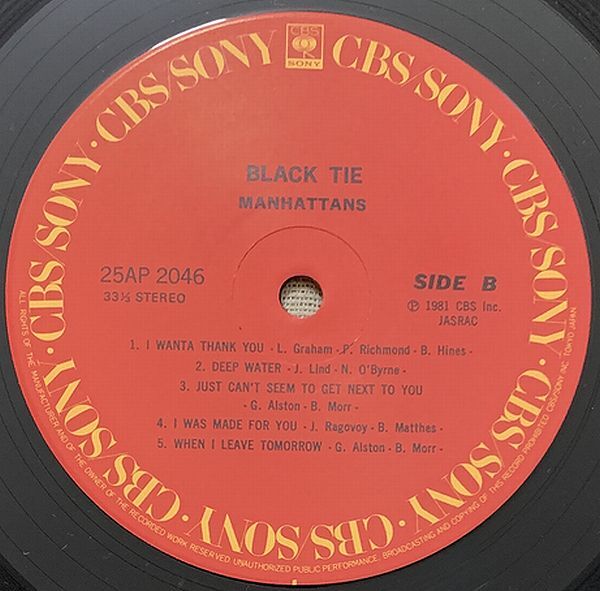 CBS/SONY · CBS/SONY · CBS/SONY · CBS/SONY · CBS/SONY · CBS/SONY · CBS/SONY · CBS/SONY
CBS
SONY
BLACK TIE
MANHATTANS
25AP 2046
33⅓ STEREO
SIDE B
Ⓟ 1981 CBS Inc.
JASRAC
1. I WANTA THANK YOU - L. Graham - P. Richmond - B. Hines -
2. DEEP WATER - J. Lind - N. O'Byrne -
3. JUST CAN'T SEEM TO GET NEXT TO YOU
- G. Alston - B. Morr -
4. I WAS MADE FOR YOU - J. Ragovoy - B. Matthes -
5. WHEN I LEAVE TOMORROW - G. Alston - B. Morr -
ALL RIGHTS OF THE MANUFACTURER AND OF THE OWNER OF THE RECORDED WORK RESERVED UNAUTHORIZED PUBLIC PERFORMANCE, BROADCASTING AND COPYING OF THIS RECORD PROHIBITED CBS/SONY INC. TOKYO JAPAN